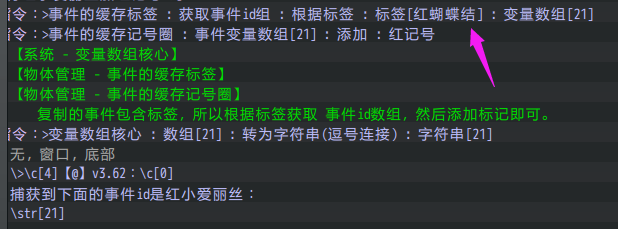 指令：>事件的缓存标签 : 获取事件id组 : 根据标签 : 标签[红蝴蝶结] : 变量数组[21]
指令：>事件的缓存记号圈 : 事件变量数组[21] : 添加 : 红记号
【系统 - 变量数组核心】
【物体管理 - 事件的缓存标签】
【物体管理 - 事件的缓存记号圈】
复制的事件包含标签，所以根据标签获取 事件id数组，然后添加标记即可。
指令：>变量数组核心 : 数组[21] : 转为字符串(逗号连接) : 字符串[21]
无, 窗口, 底部
\>\c[4]【@】v3.62：\c[0]
捕获到下面的事件id是红小爱丽丝：
\str[21]